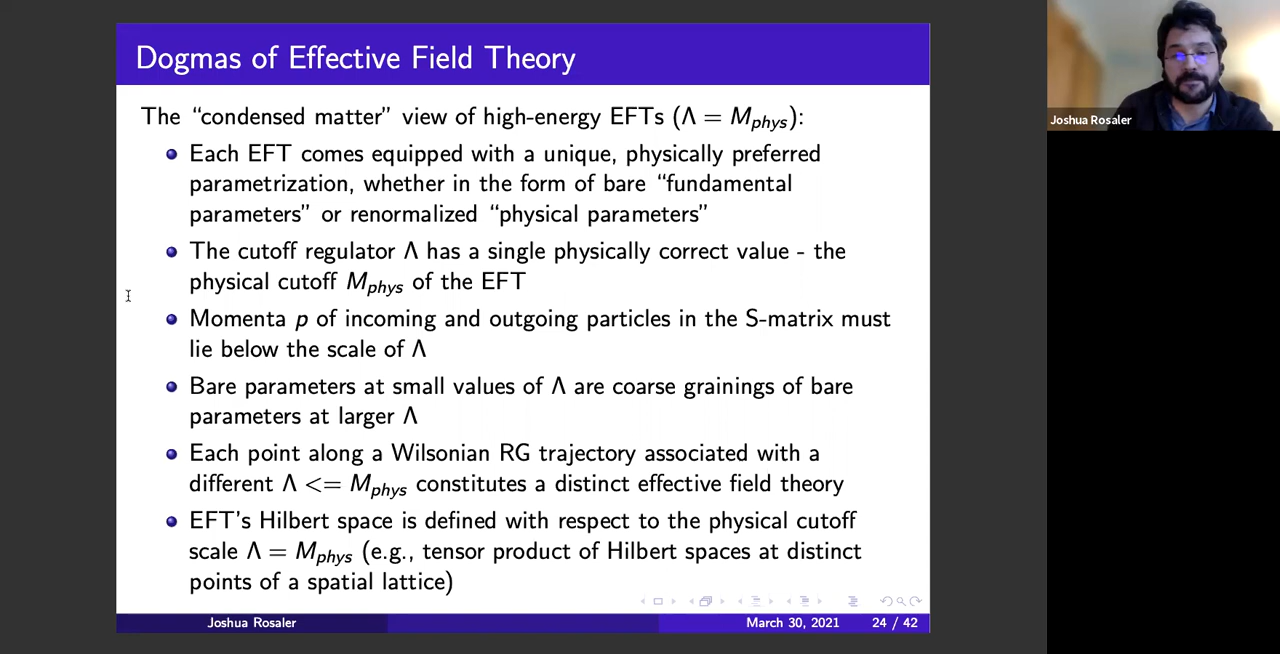 Dogmas of Effective Field Theory
The “condensed matter” view of high-energy EFTs (Λ = M_phys):
Each EFT comes equipped with a unique, physically preferred
parametrization, whether in the form of bare “fundamental
parameters” or renormalized “physical parameters”
The cutoff regulator Λ has a single physically correct value - the
physical cutoff M_phys of the EFT
Momenta p of incoming and outgoing particles in the S-matrix must
lie below the scale of Λ
Bare parameters at small values of Λ are coarse grainings of bare
parameters at larger Λ
Each point along a Wilsonian RG trajectory associated with a
different Λ <= M_phys constitutes a distinct effective field theory
EFT’s Hilbert space is defined with respect to the physical cutoff
scale Λ = M_phys (e.g., tensor product of Hilbert spaces at distinct
points of a spatial lattice)
Joshua Rosaler
March 30, 2021
24 / 42
Joshua Rosaler